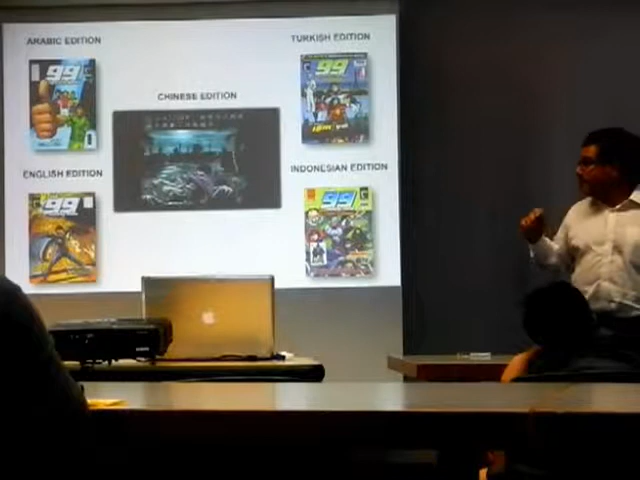 ARABIC EDITION
TURKISH EDITION
99
99
CHINESE EDITION
ENGLISH EDITION
INDONESIAN EDITION
99
99